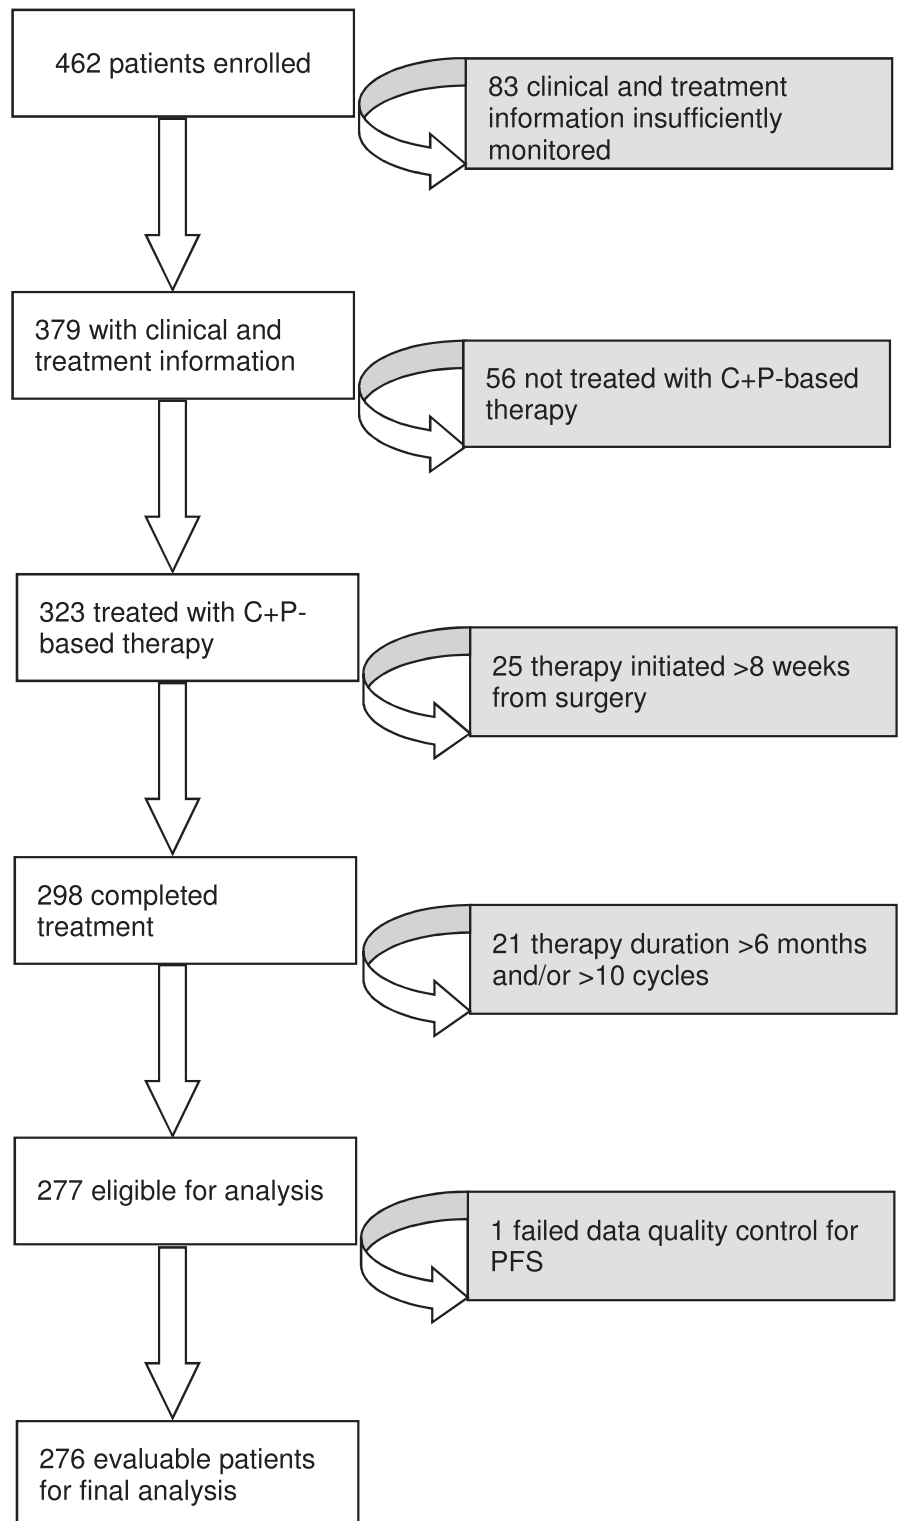 462 patients enrolled
83 clinical and treatment
information insufficiently
monitored
379 with clinical and
treatment information
56 not treated with C+P-based
therapy
323 treated with C+P-
based therapy
25 therapy initiated >8 weeks
from surgery
298 completed
treatment
21 therapy duration >6 months
and/or >10 cycles
277 eligible for analysis
1 failed data quality control for
PFS
276 evaluable patients
for final analysis